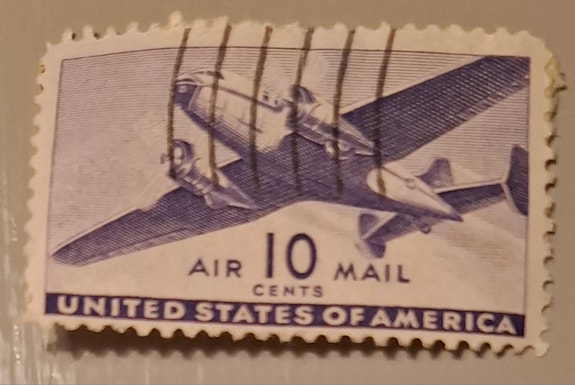 AIR 10 MAIL
CENTS
UNITED STATES OF AMERICA